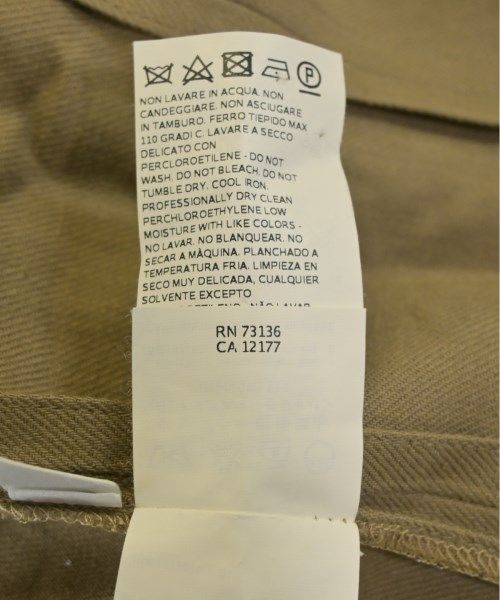 P
NON LAVARE IN ACQUA. NON
CANDEGGIARE. NON ASCIUGARE
IN TAMBURO. FERRO TIEPIDO MAX
110 GRADI C. LAVARE A SECCO
DELICATO CON
PERCLOROETILENE - DO NOT
WASH. DO NOT BLEACH. DO NOT
TUMBLE DRY. COOL IRON.
PROFESSIONALLY DRY CLEAN
PERCHLOROETHYLENE LOW
MOISTURE WITH LIKE COLORS -
NO LAVAR. NO BLANQUEAR. NO
SECAR A MÁQUINA. PLANCHADO A
TEMPERATURA FRIA. LIMPIEZA EN
SECO MUY DELICADA, CUALQUIER
SOLVENTE EXCEPTO
NÃO LAVAR
RN 73136
CA 12177